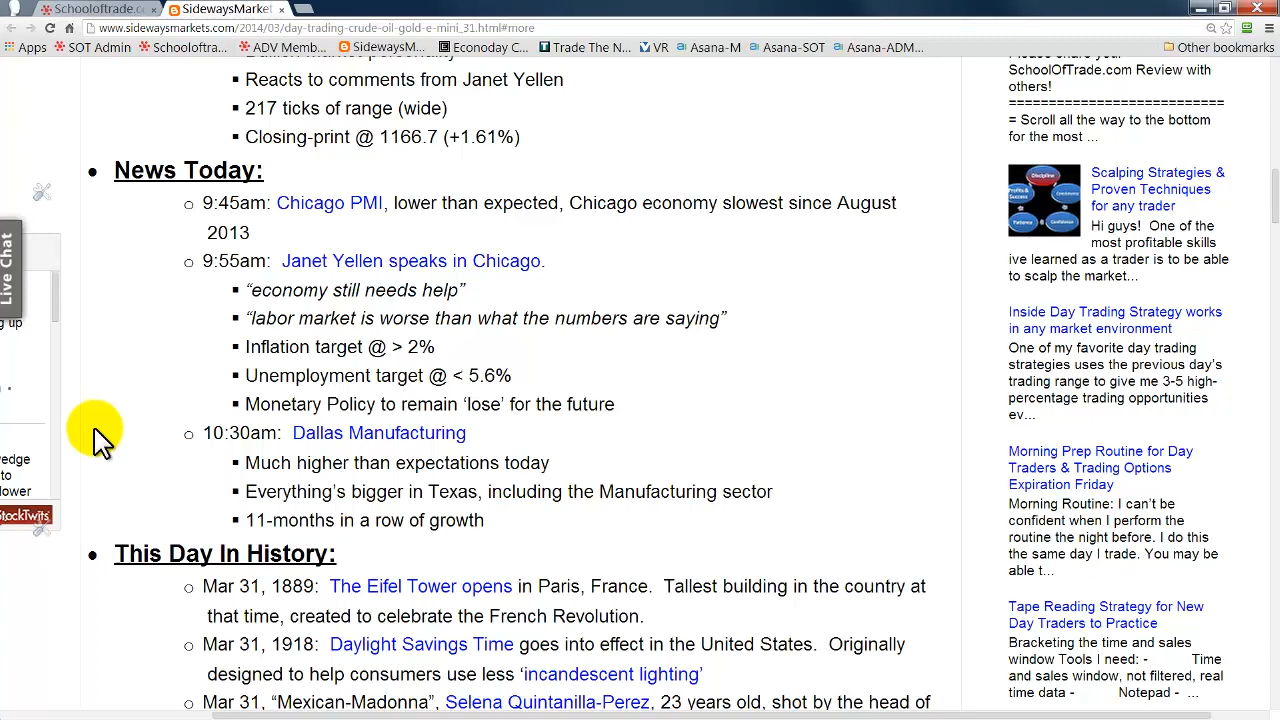 Schooloftrade.c
SidewaysMarket
www.sidewaysmarkets.com/2014/03/day-trading-crude-oil-gold-e-mini_31.html#more
Apps
SOT Admin
Schooloftra...
ADV Memb...
SidewaysM...
Econoday C...
Trade The N...
VR
Asana-M
Asana-SOT
Asana-ADM...
Other bookmarks
Reacts to comments from Janet Yellen
217 ticks of range (wide)
Closing-print @ 1166.7 (+1.61%)
News Today:
9:45am: Chicago PMI, lower than expected, Chicago economy slowest since August
2013
9:55am: Janet Yellen speaks in Chicago.
“economy still needs help”
“labor market is worse than what the numbers are saying”
Inflation target @ > 2%
Unemployment target @ < 5.6%
Monetary Policy to remain ‘lose’ for the future
10:30am: Dallas Manufacturing
Much higher than expectations today
Everything’s bigger in Texas, including the Manufacturing sector
11-months in a row of growth
This Day In History:
Mar 31, 1889: The Eifel Tower opens in Paris, France. Tallest building in the country at
that time, created to celebrate the French Revolution.
Mar 31, 1918: Daylight Savings Time goes into effect in the United States. Originally
designed to help consumers use less ‘incandescent lighting’
Mar 31, “Mexican-Madonna”, Selena Quintanilla-Perez, 23 years old, shot by the head of
Live Chat
g up
wledge
to
lower
StockTwits
SchoolOfTrade.com Review with
others!
===========================
= Scroll all the way to the bottom
for the most ...
Discipline
Scalping Strategies &
Proven Techniques
for any trader
Hi guys! One of the
most profitable skills
ive learned as a trader is to be able
to scalp the market...
Inside Day Trading Strategy works
in any market environment
One of my favorite day trading
strategies uses the previous day’s
trading range to give me 3-5 high-
percentage trading opportunities
ev...
Morning Prep Routine for Day
Traders & Trading Options
Expiration Friday
Morning Routine: I can’t be
confident when I perform the
routine the night before. I do this
the same day I trade. You may be
able t...
Tape Reading Strategy for New
Day Traders to Practice
Bracketing the time and sales
window Tools I need: - Time
and sales window, not filtered, real
time data - Notepad - ...